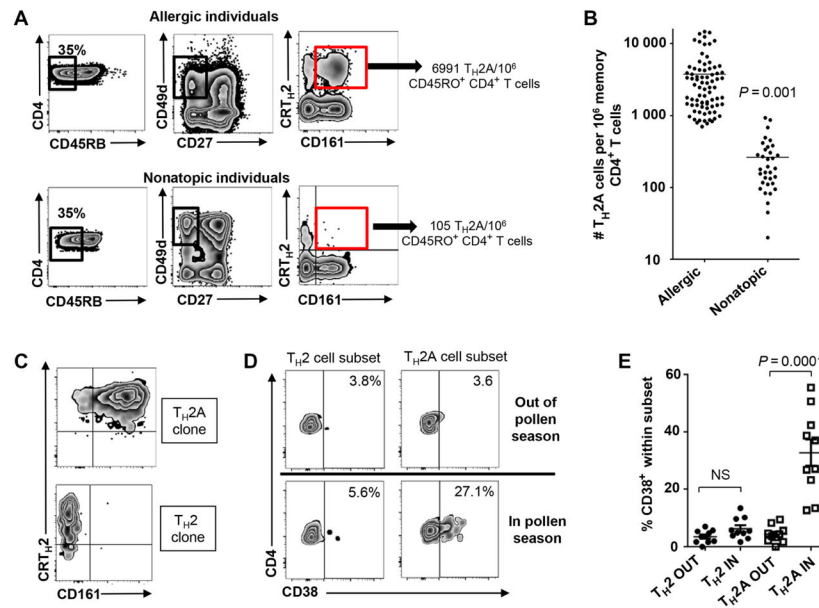 A
Allergic individuals
35%
CD4
CD45RB
CD49d
CD27
CRTH2
CD161
6991 TH2A/10⁶
CD45RO⁺ CD4⁺ T cells
Nonatopic individuals
35%
CD4
CD45RB
CD49d
CD27
CRTH2
CD161
105 TH2A/10⁶
CD45RO⁺ CD4⁺ T cells
B
# TH2A cells per 10⁶ memory
CD4⁺ T cells
10 000
1 000
100
10
P = 0.001
Allergic
Nonatopic
C
CRTH2
CD161
TH2A
clone
TH2
clone
D
TH2 cell subset
TH2A cell subset
3.8%
3.6
Out of
pollen
season
5.6%
27.1%
In pollen
season
CD4
CD38
E
% CD38⁺ within subset
60
40
20
0
NS
P = 0.0001
TH2 OUT
TH2 IN
TH2A OUT
TH2A IN